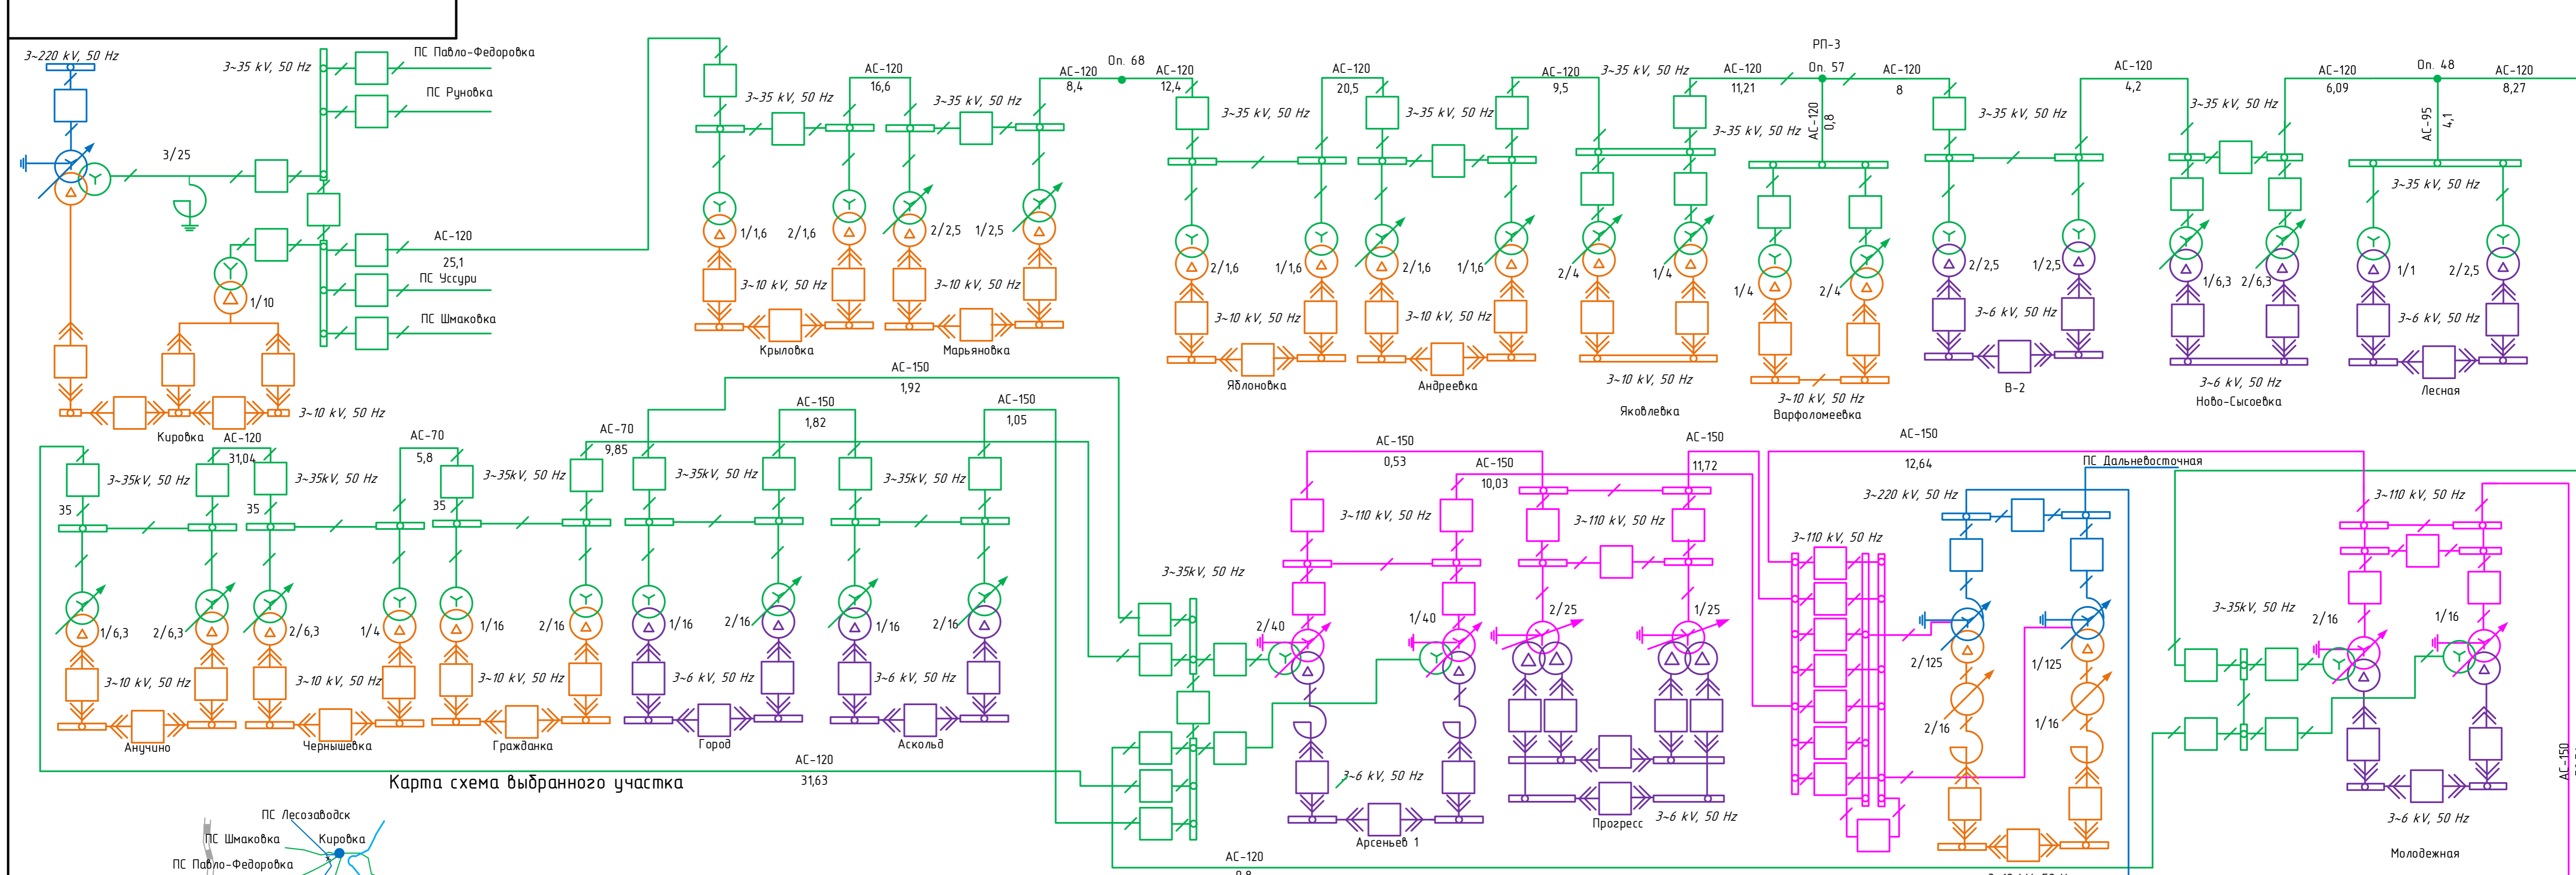 3~220 kV, 50 Hz
3~35 kV, 50 Hz
ПС Павло-Федоровка
ПС Руновка
3/25
АС-120
25,1
ПС Уссури
ПС Шмаковка
1/10
3~10 kV, 50 Hz
Кировка
3~35 kV, 50 Hz
АС-120
16,6
3~35 kV, 50 Hz
АС-120
8,4
Оп. 68
АС-120
12,4
1/1,6
2/1,6
2/2,5
1/2,5
3~10 kV, 50 Hz
3~10 kV, 50 Hz
Крыловка
Марьяновка
3~35 kV, 50 Hz
АС-120
20,5
3~35 kV, 50 Hz
АС-120
9,5
3~35 kV, 50 Hz
2/1,6
1/1,6
2/1,6
1/1,6
3~10 kV, 50 Hz
3~10 kV, 50 Hz
Яблоновка
Андреевка
2/4
1/4
3~10 kV, 50 Hz
Яковлевка
АС-120
11,21
РП-3
Оп. 57
АС-120
0,8
3~35 kV, 50 Hz
АС-120
8
1/4
2/4
3~10 kV, 50 Hz
Варфоломеевка
3~35 kV, 50 Hz
АС-120
4,2
2/2,5
1/2,5
3~6 kV, 50 Hz
В-2
3~35 kV, 50 Hz
АС-120
6,09
Оп. 48
АС-120
8,27
АС-95
4,1
1/6,3
2/6,3
3~6 kV, 50 Hz
Ново-Сысоевка
3~35 kV, 50 Hz
1/1
2/2,5
3~6 kV, 50 Hz
Лесная
АС-150
1,92
АС-120
31,04
АС-70
5,8
АС-70
9,85
АС-150
1,82
АС-150
1,05
3~35kV, 50 Hz
3~35kV, 50 Hz
3~35kV, 50 Hz
3~35kV, 50 Hz
3~35kV, 50 Hz
35
35
35
1/6,3
2/6,3
2/6,3
1/4
1/16
2/16
1/16
2/16
1/16
2/16
3~10 kV, 50 Hz
3~10 kV, 50 Hz
3~10 kV, 50 Hz
3~6 kV, 50 Hz
3~6 kV, 50 Hz
Анучино
Чернышевка
Гражданка
Город
Аскольд
АС-120
31,63
АС-150
0,53
АС-150
10,03
АС-150
11,72
АС-150
12,64
3~35kV, 50 Hz
3~110 kV, 50 Hz
3~110 kV, 50 Hz
3~110 kV, 50 Hz
2/40
1/40
2/25
1/25
3~6 kV, 50 Hz
Арсеньев 1
Прогресс
3~6 kV, 50 Hz
ПС Дальневосточная
3~220 kV, 50 Hz
2/125
1/125
2/16
1/16
3~110 kV, 50 Hz
3~35kV, 50 Hz
2/16
1/16
3~6 kV, 50 Hz
Молодежная
АС-150
АС-120
Карта схема выбранного участка
ПС Лесозаводск
ПС Шмаковка
Кировка
ПС Павло-Федоровка